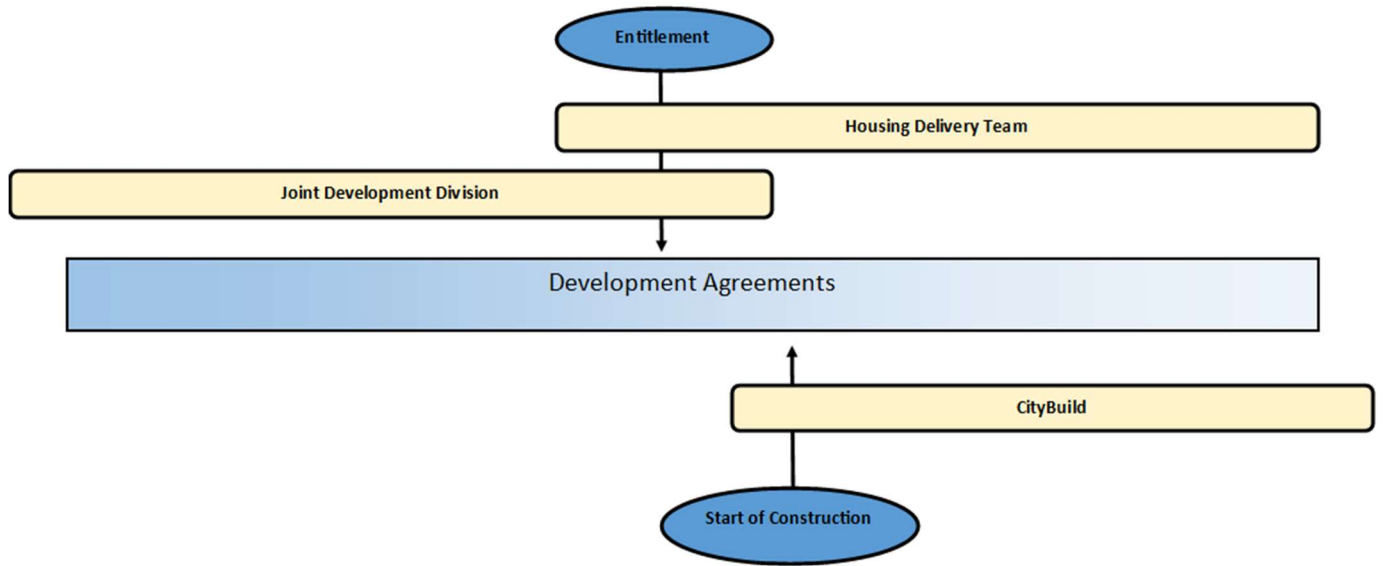 Entitlement
Housing Delivery Team
Joint Development Division
Development Agreements
CityBuild
Start of Construction